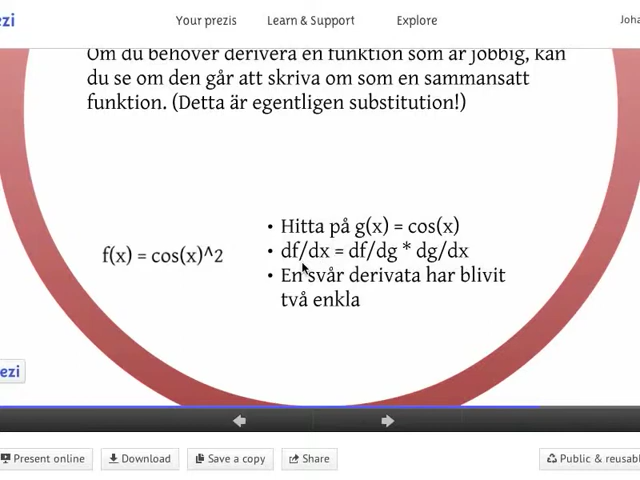 ezi
Your prezis
Learn & Support
Explore
Joha
Om du behöver derivera en funktion som är jobbig, kan
du se om den går att skriva om som en sammansatt
funktion. (Detta är egentligen substitution!)
f(x) = cos(x)^2
• Hitta på g(x) = cos(x)
• df/dx = df/dg * dg/dx
• En svår derivata har blivit
två enkla
ezi
Present online
Download
Save a copy
Share
Public & reusabl